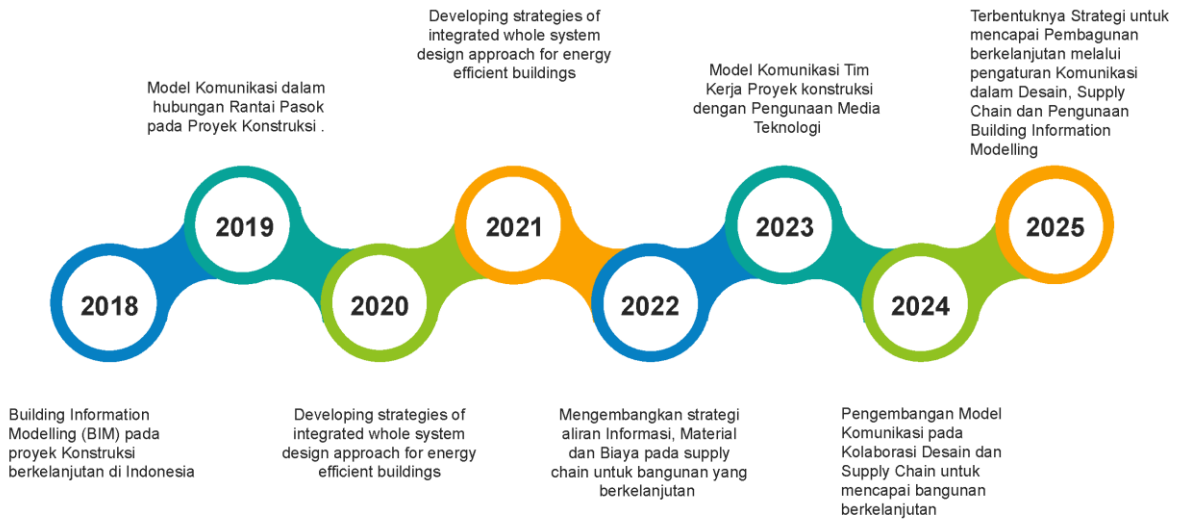 Building Information
Modelling (BIM) pada
proyek Konstruksi
berkelanjutan di Indonesia
2018
Model Komunikasi dalam
hubungan Rantai Pasok
pada Proyek Konstruksi .
2019
Developing strategies of
integrated whole system
design approach for energy
efficient buildings
2020
Developing strategies of
integrated whole system
design approach for energy
efficient buildings
2021
Mengembangkan strategi
aliran Informasi, Material
dan Biaya pada supply
chain untuk bangunan yang
berkelanjutan
2022
Model Komunikasi Tim
Kerja Proyek konstruksi
dengan Pengunaan Media
Teknologi
2023
Pengembangan Model
Komunikasi pada
Kolaborasi Desain dan
Supply Chain untuk
mencapai bangunan
berkelanjutan
2024
Terbentuknya Strategi untuk
mencapai Pembagunan
berkelanjutan melalui
pengaturan Komunikasi
dalam Desain, Supply
Chain dan Pengunaan
Building Information
Modelling
2025